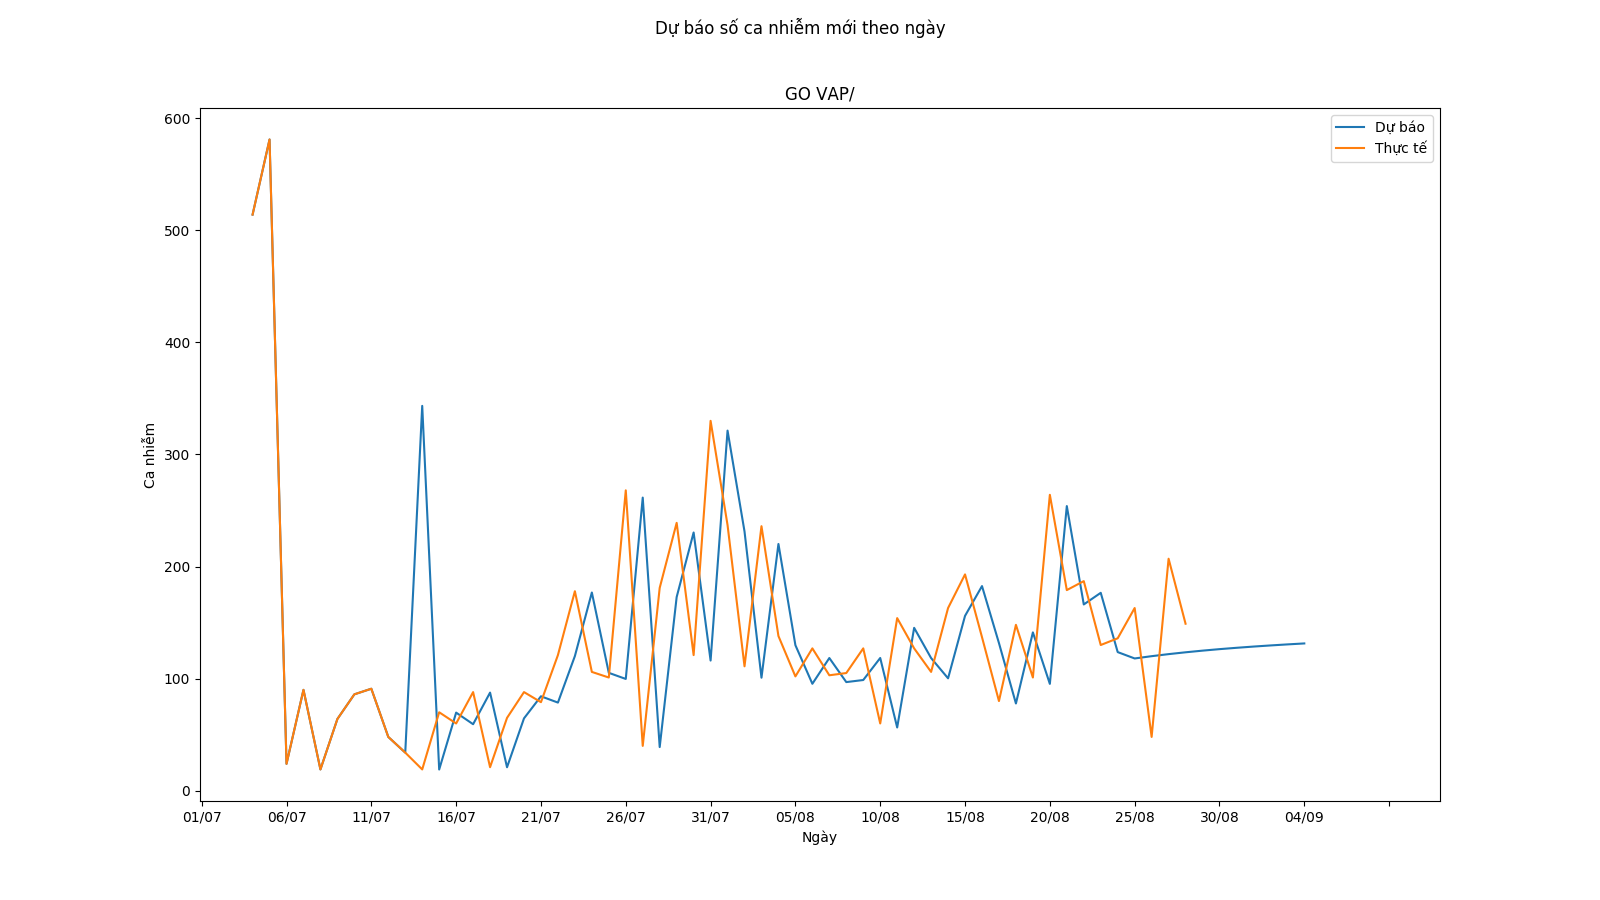 Dự báo số ca nhiễm mới theo ngày
GO VAP/
Dự báo
Thực tế
600
500
400
300
200
100
0
Ca nhiễm
01/07 06/07 11/07 16/07 21/07 26/07 31/07 05/08 10/08 15/08 20/08 25/08 30/08 04/09
Ngày